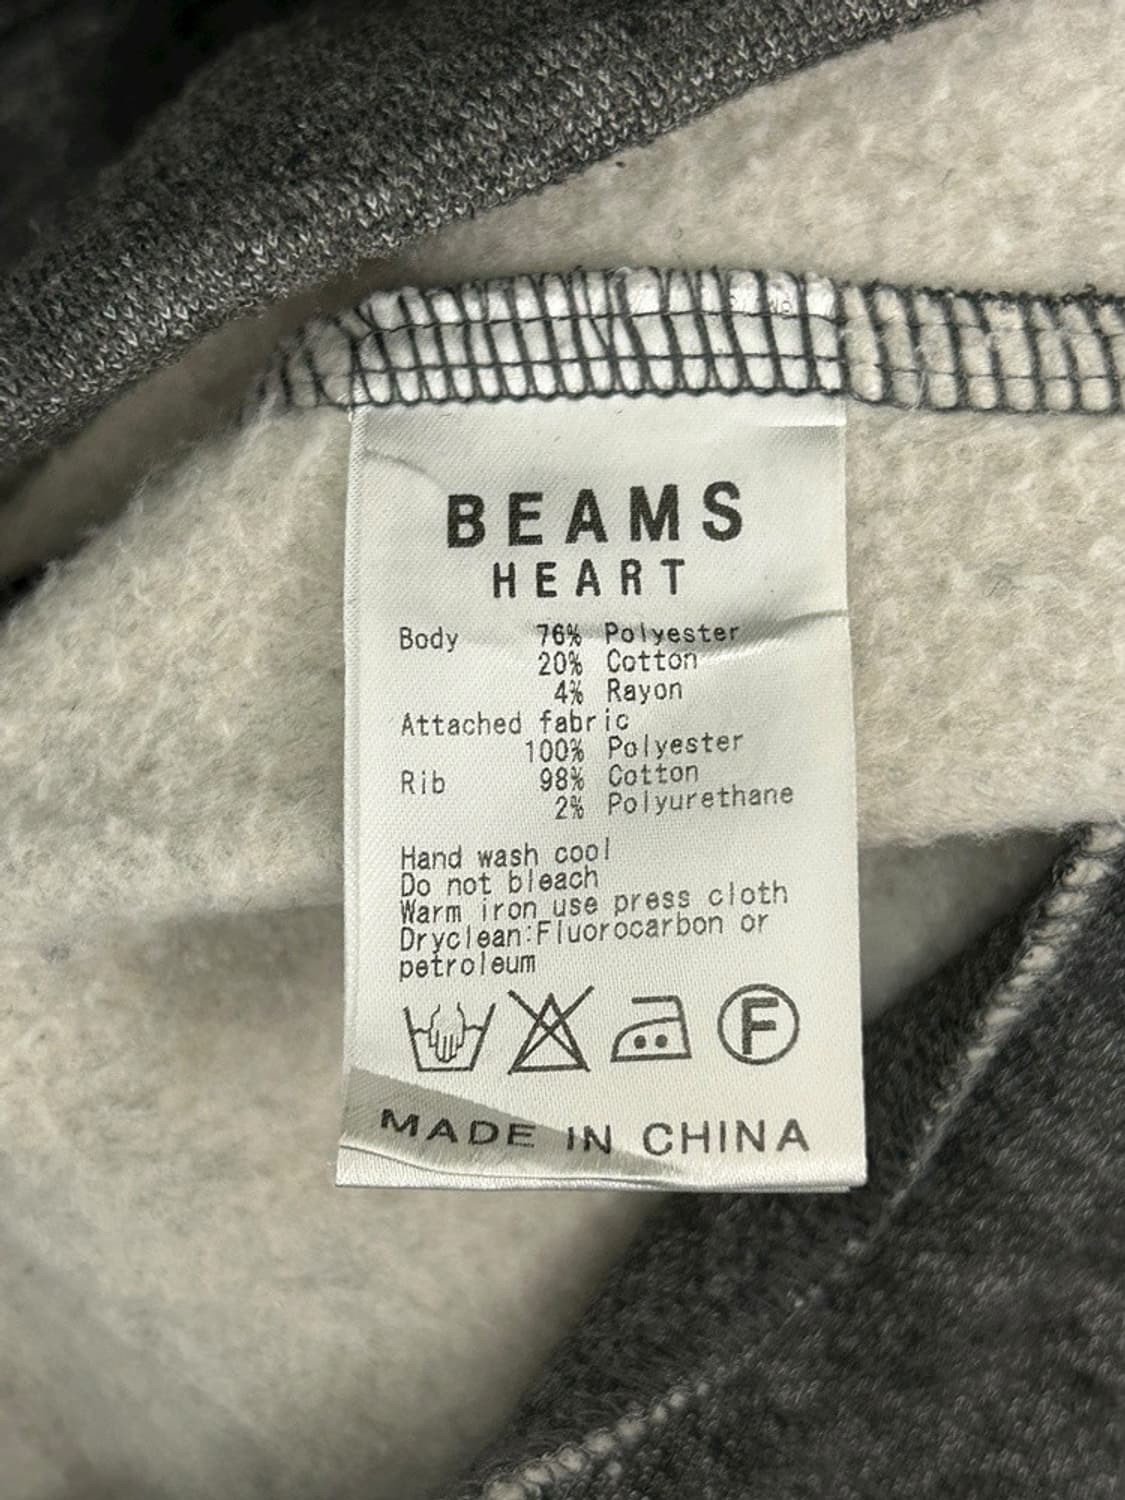 BEAMS
HEART
Body 76% Polyester
20% Cotton
4% Rayon
Attached fabric
100% Polyester
Rib 98% Cotton
2% Polyurethane
Hand wash cool
Do not bleach
Warm iron use press cloth
Dryclean:Fluorocarbon or
petroleum
F
MADE IN CHINA